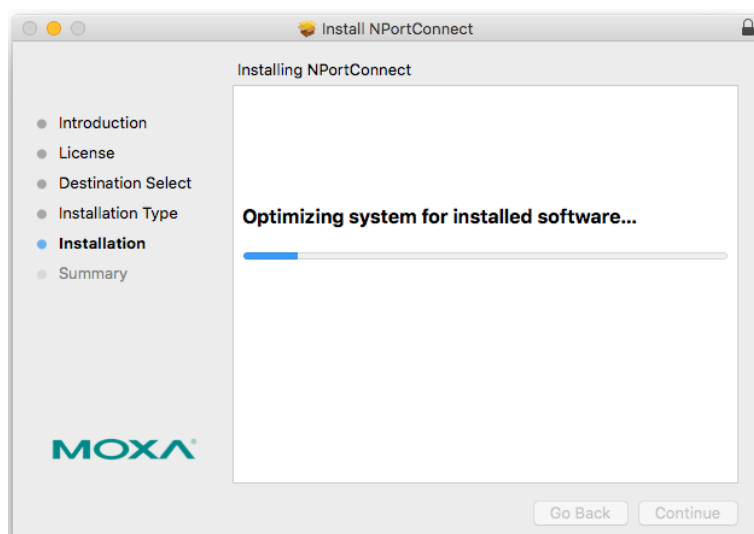 Install NPortConnect
Installing NPortConnect
Introduction
License
Destination Select
Installation Type
Installation
Summary
Optimizing system for installed software...
MOXA
Go Back
Continue